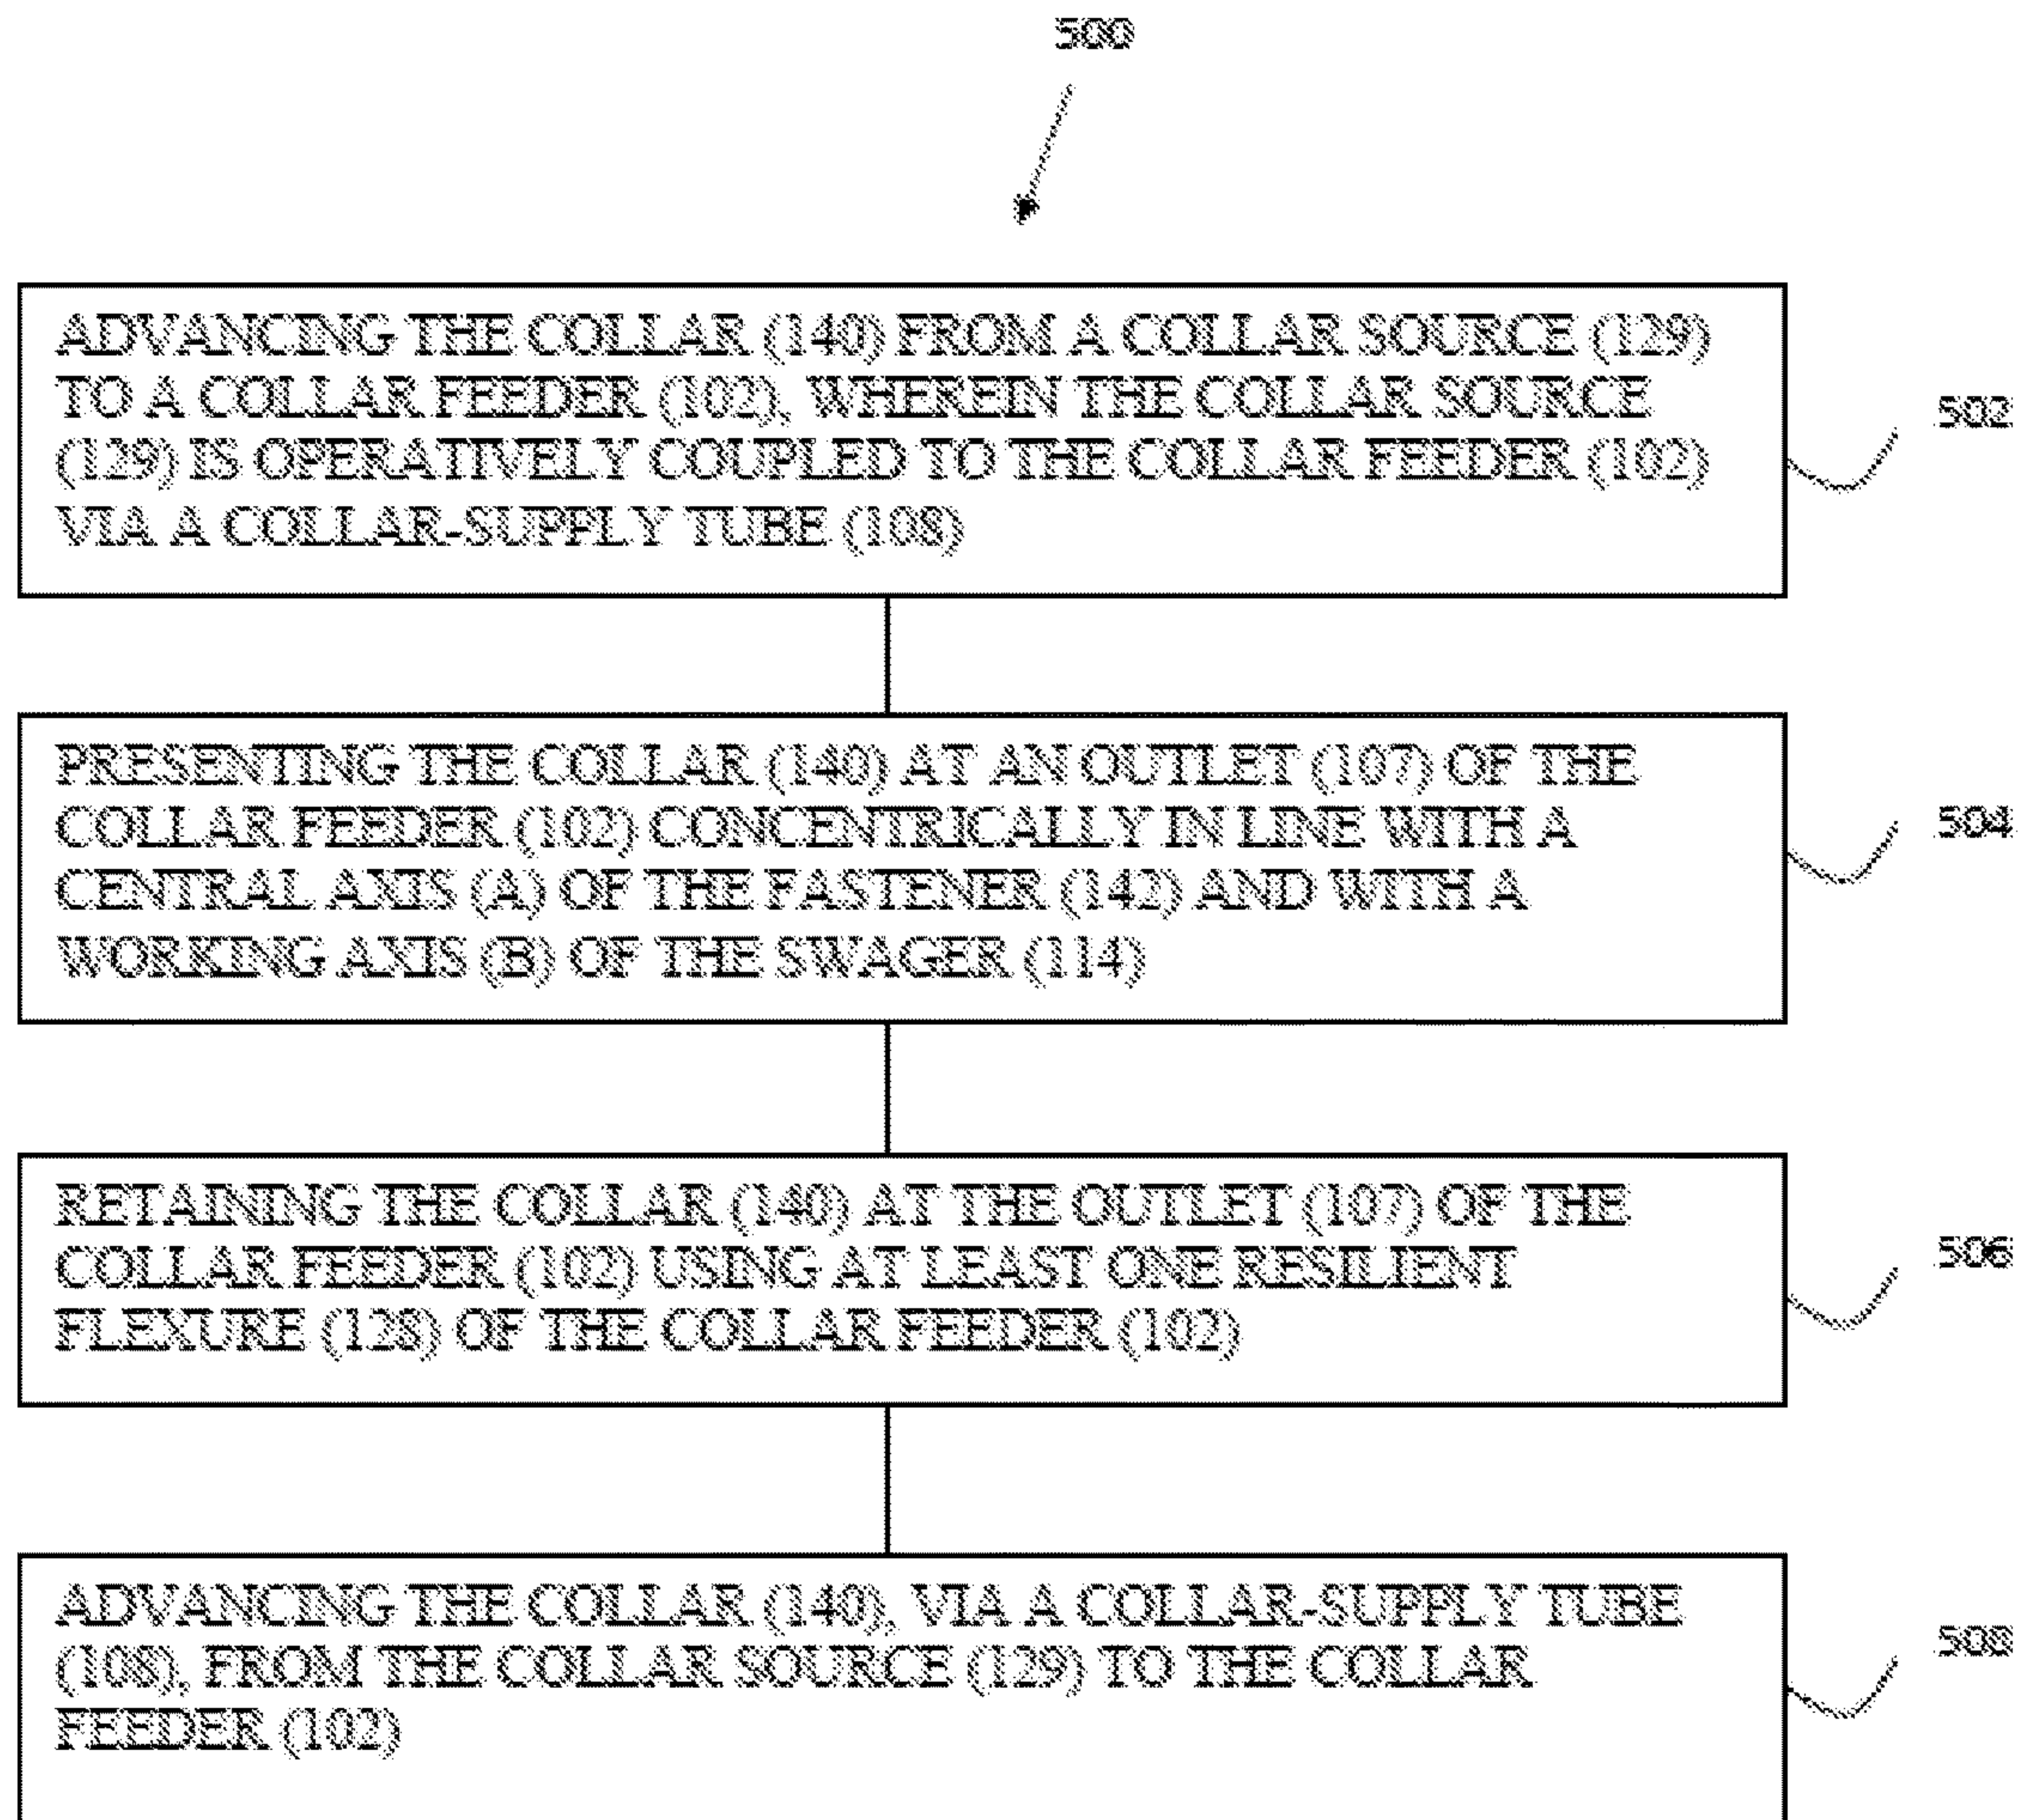 500
ADVANCING THE COLLAR (140) FROM A COLLAR SOURCE (129)
TO A COLLAR FEEDER (102), WHEREIN THE COLLAR SOURCE
(129) IS OPERATIVELY COUPLED TO THE COLLAR FEEDER (102)
VIA A COLLAR-SUPPLY TUBE (108)
502
PRESENTING THE COLLAR (140) AT AN OUTLET (107) OF THE
COLLAR FEEDER (102) CONCENTRICALLY IN LINE WITH A
CENTRAL AXIS (A) OF THE FASTENER (142) AND WITH A
WORKING AXIS (B) OF THE SWAGER (114)
504
RETAINING THE COLLAR (140) AT THE OUTLET (107) OF THE
COLLAR FEEDER (102) USING AT LEAST ONE RESILIENT
FLEXURE (128) OF THE COLLAR FEEDER (102)
506
ADVANCING THE COLLAR (140), VIA A COLLAR-SUPPLY TUBE
(108), FROM THE COLLAR SOURCE (129) TO THE COLLAR
FEEDER (102)
508